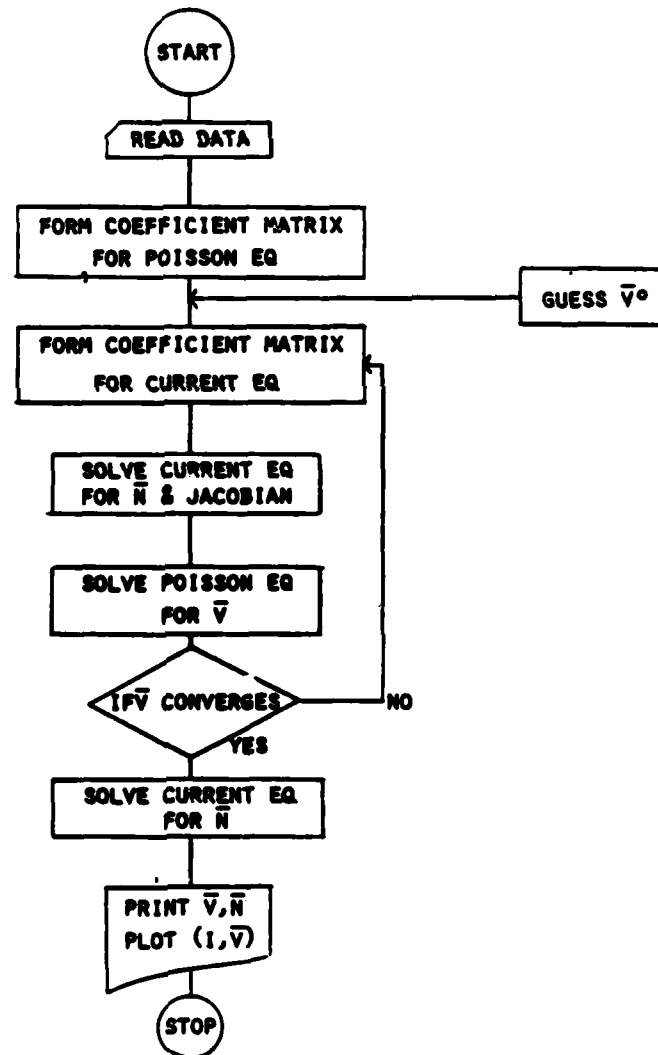 START
READ DATA
FORM COEFFICIENT MATRIX
FOR POISSON EQ
GUESS V̄°
FORM COEFFICIENT MATRIX
FOR CURRENT EQ
SOLVE CURRENT EQ
FOR N̄ & JACOBIAN
SOLVE POISSON EQ
FOR V̄
IFV̄ CONVERGES
NO
YES
SOLVE CURRENT EQ
FOR N̄
PRINT V̄,N̄
PLOT (I,V̄)
STOP